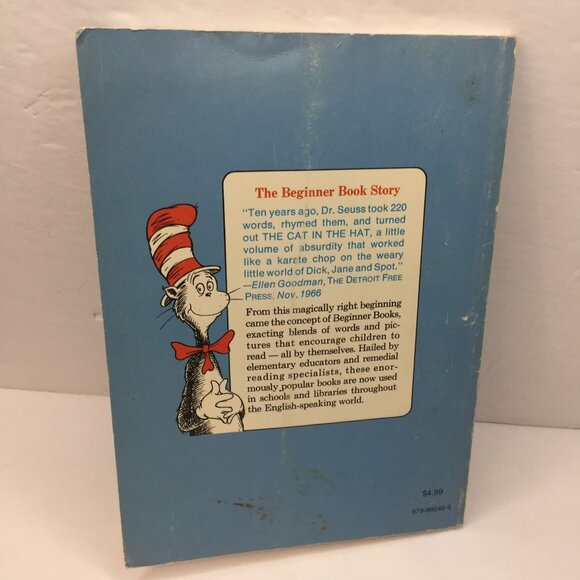 The Beginner Book Story
"Ten years ago, Dr. Seuss took 220
words, rhymed them, and turned
out THE CAT IN THE HAT, a little
volume of absurdity that worked
like a karate chop on the weary
little world of Dick, Jane and Spot."
—Ellen Goodman, THE DETROIT FREE
PRESS, Nov. 1966
From this magically right beginning
came the concept of Beginner Books,
exacting blends of words and pic-
tures that encourage children to
read — all by themselves. Hailed by
elementary educators and remedial
reading specialists, these enor-
mously popular books are now used
in schools and libraries throughout
the English-speaking world.
$4.99
679-86646-9